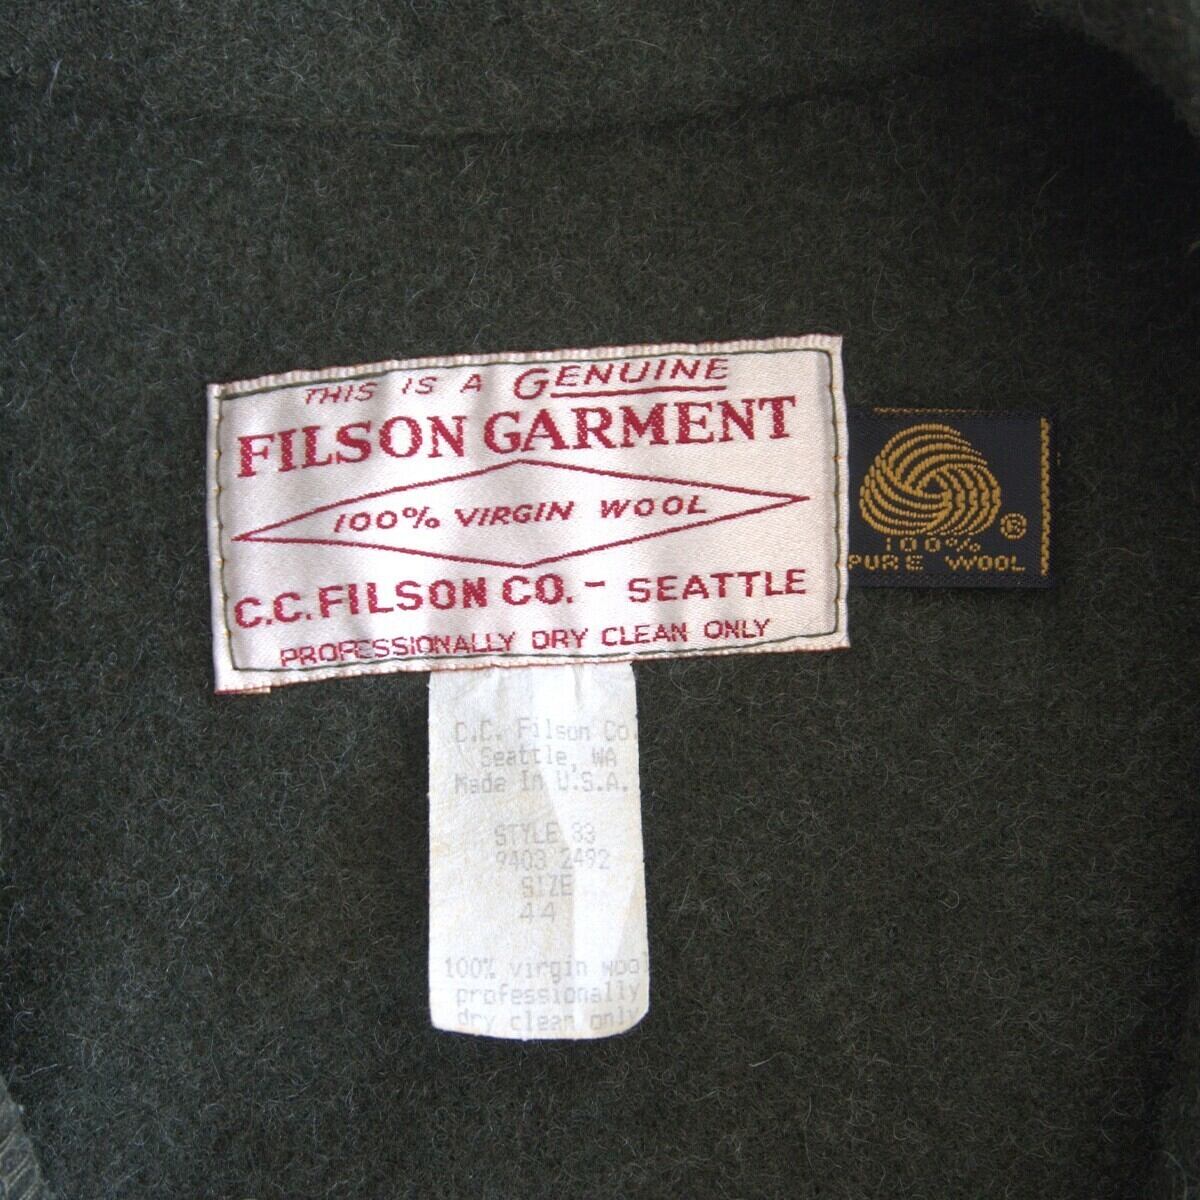 THIS IS A GENUINE
FILSON GARMENT
100% VIRGIN WOOL
C.C. FILSON CO. - SEATTLE
PROFESSIONALLY DRY CLEAN ONLY
®
100%
PURE WOOL
C.C. Filson Co.
Seattle, WA
Made In U.S.A.
STYLE 83
9403 2492
SIZE
44
100% virgin wool
professionally
dry clean only